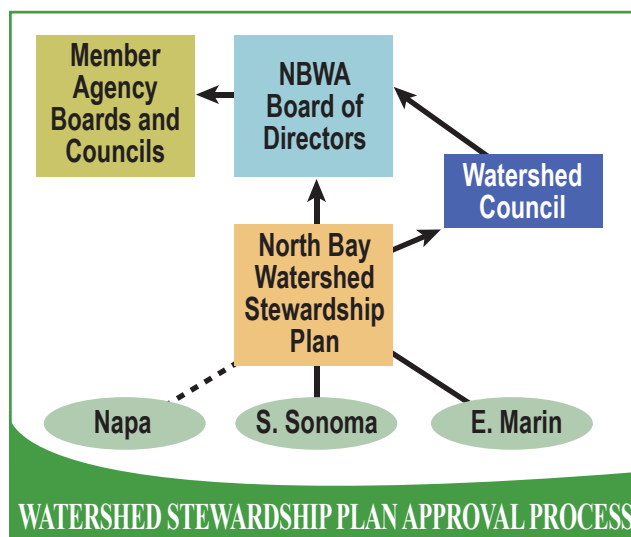 Member
Agency
Boards and
Councils
NBWA
Board of
Directors
Watershed
Council
North Bay
Watershed
Stewardship
Plan
Napa
S. Sonoma
E. Marin
WATERSHED STEWARDSHIP PLAN APPROVAL PROCESS